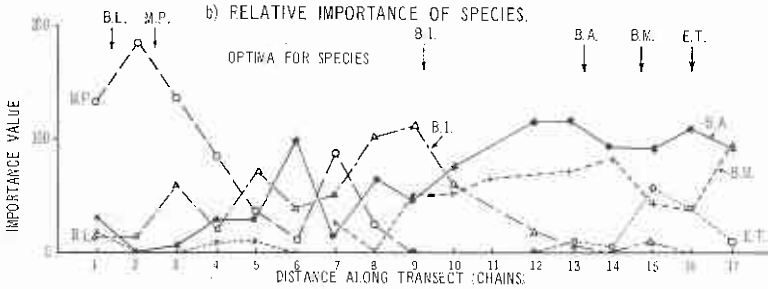 b) RELATIVE IMPORTANCE OF SPECIES.
B.L. M.P.
200
B.I. B.A. B.M. E.T.
OPTIMA FOR SPECIES
M.P.
100
B.I.
B.A.
B.M.
B.L.
E.T.
0
1 2 3 4 5 6 7 8 9 10 11 12 13 14 15 16 17
IMPORTANCE VALUE
DISTANCE ALONG TRANSECT (CHAINS)